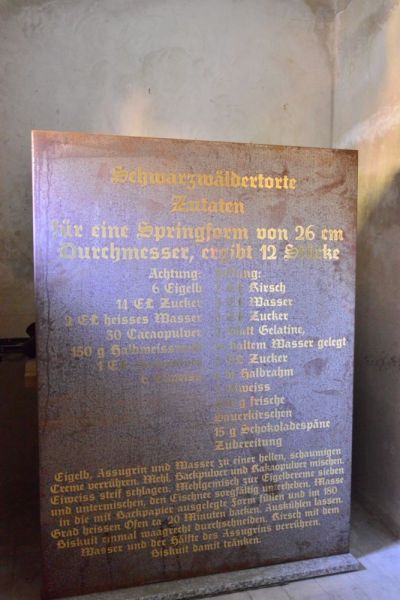 Schwarzwäldertorte
Zutaten
für eine Springform von 26 cm
Durchmesser, ergibt 12 Stücke
Achtung:
6 Eigelb
14 EL Zucker
2 EL heisses Wasser
30 Cacaopulver
150 g
6
Kirsch
Wasser
Zucker
Gelatine,
kaltem Wasser gelegt
Zucker
Halbrahm
Eiweiss
frische
Sauerkirschen
15 g Schokoladespäne
Zubereitung
Eigelb, Assugrin und Wasser zu einer hellen, schaumigen
Creme verrühren. Mehl, Backpulver und Kakaopulver mischen,
Eiweiss steif schlagen. Mehlgemisch zur Eigelbcreme sieben
und untermischen, den Eischnee sorgfältig unterheben. Masse
in die mit Backpapier ausgelegte Form füllen und im 180
Grad heissen Ofen ca. 20 Minuten backen. Auskühlen lassen.
Biskuit einmal waagrecht durchschneiden. Kirsch mit dem
Wasser und der Hälfte des Assugrins verrühren.
Biskuit damit tränken.